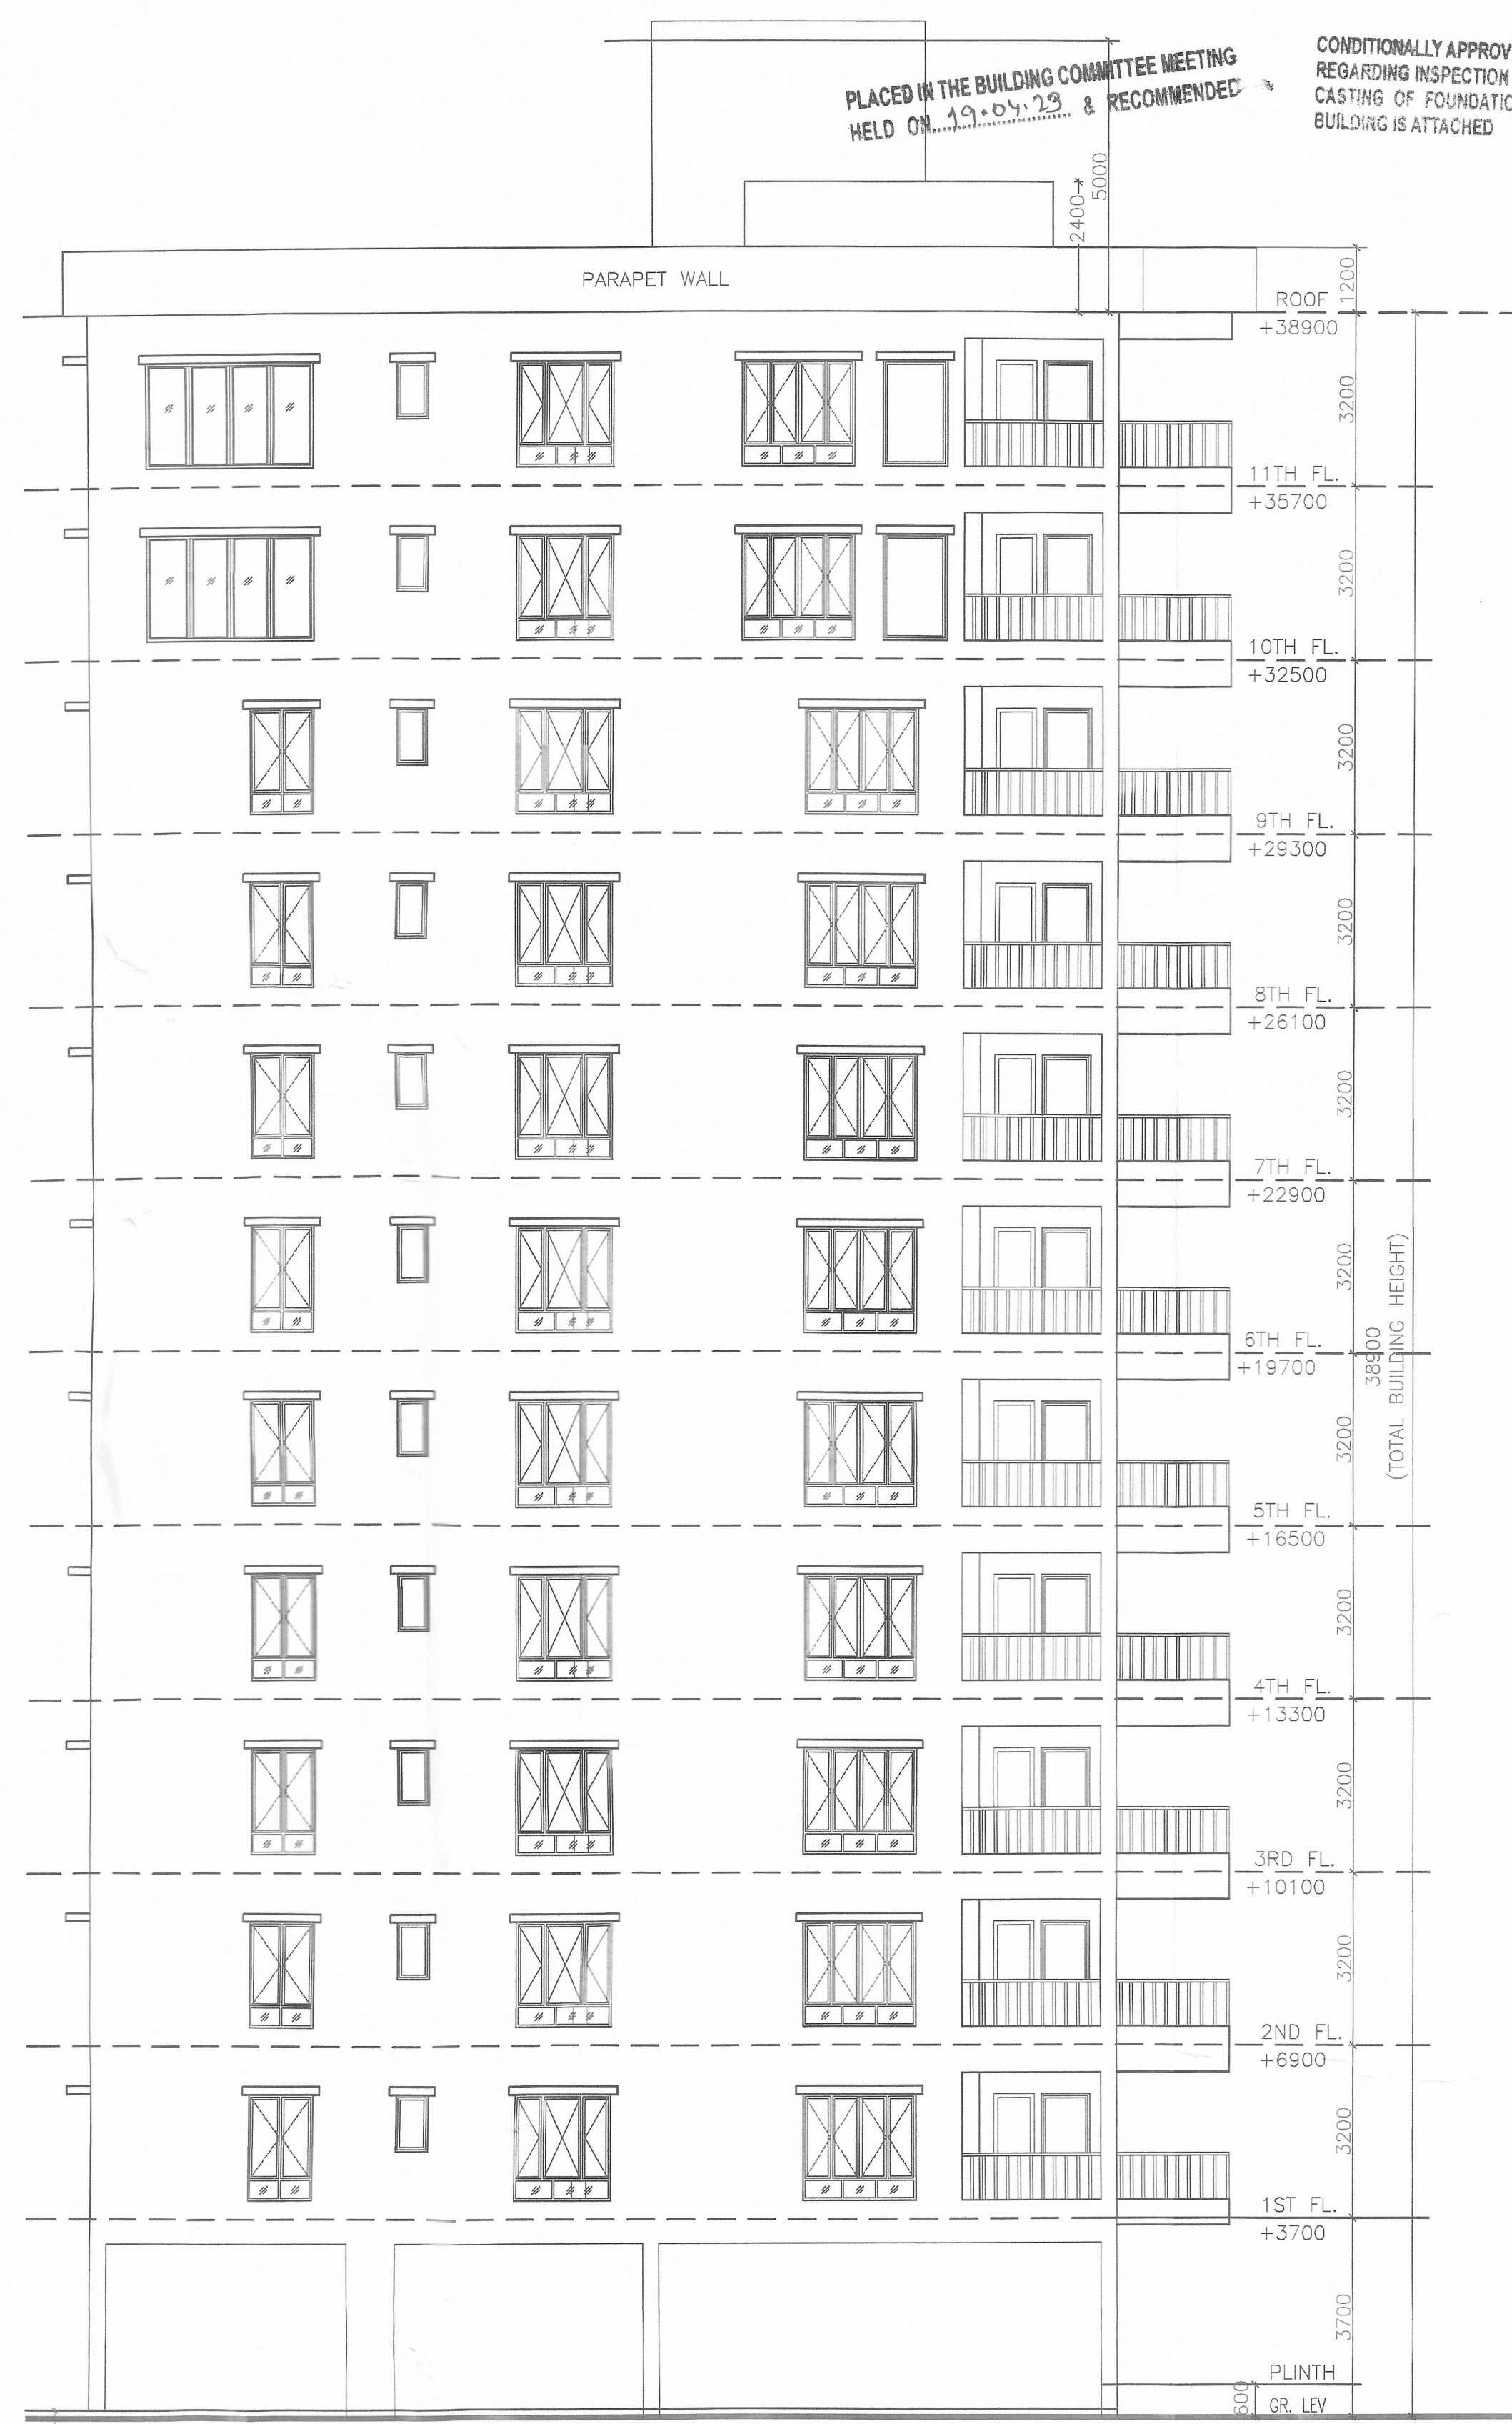 PLACED IN THE BUILDING COMMITTEE MEETING
HELD ON 19.04.23 & RECOMMENDED
CONDITIONALLY APPROV
REGARDING INSPECTION
CASTING OF FOUNDATIO
BUILDING IS ATTACHED
5000
2400
PARAPET WALL
1200
ROOF
+38900
3200
11TH FL.
+35700
3200
10TH FL.
+32500
3200
9TH FL.
+29300
3200
8TH FL.
+26100
3200
7TH FL.
+22900
3200
6TH FL.
+19700
38900
(TOTAL BUILDING HEIGHT)
3200
5TH FL.
+16500
3200
4TH FL.
+13300
3200
3RD FL.
+10100
3200
2ND FL.
+6900
3200
1ST FL.
+3700
3700
PLINTH
600
GR. LEV